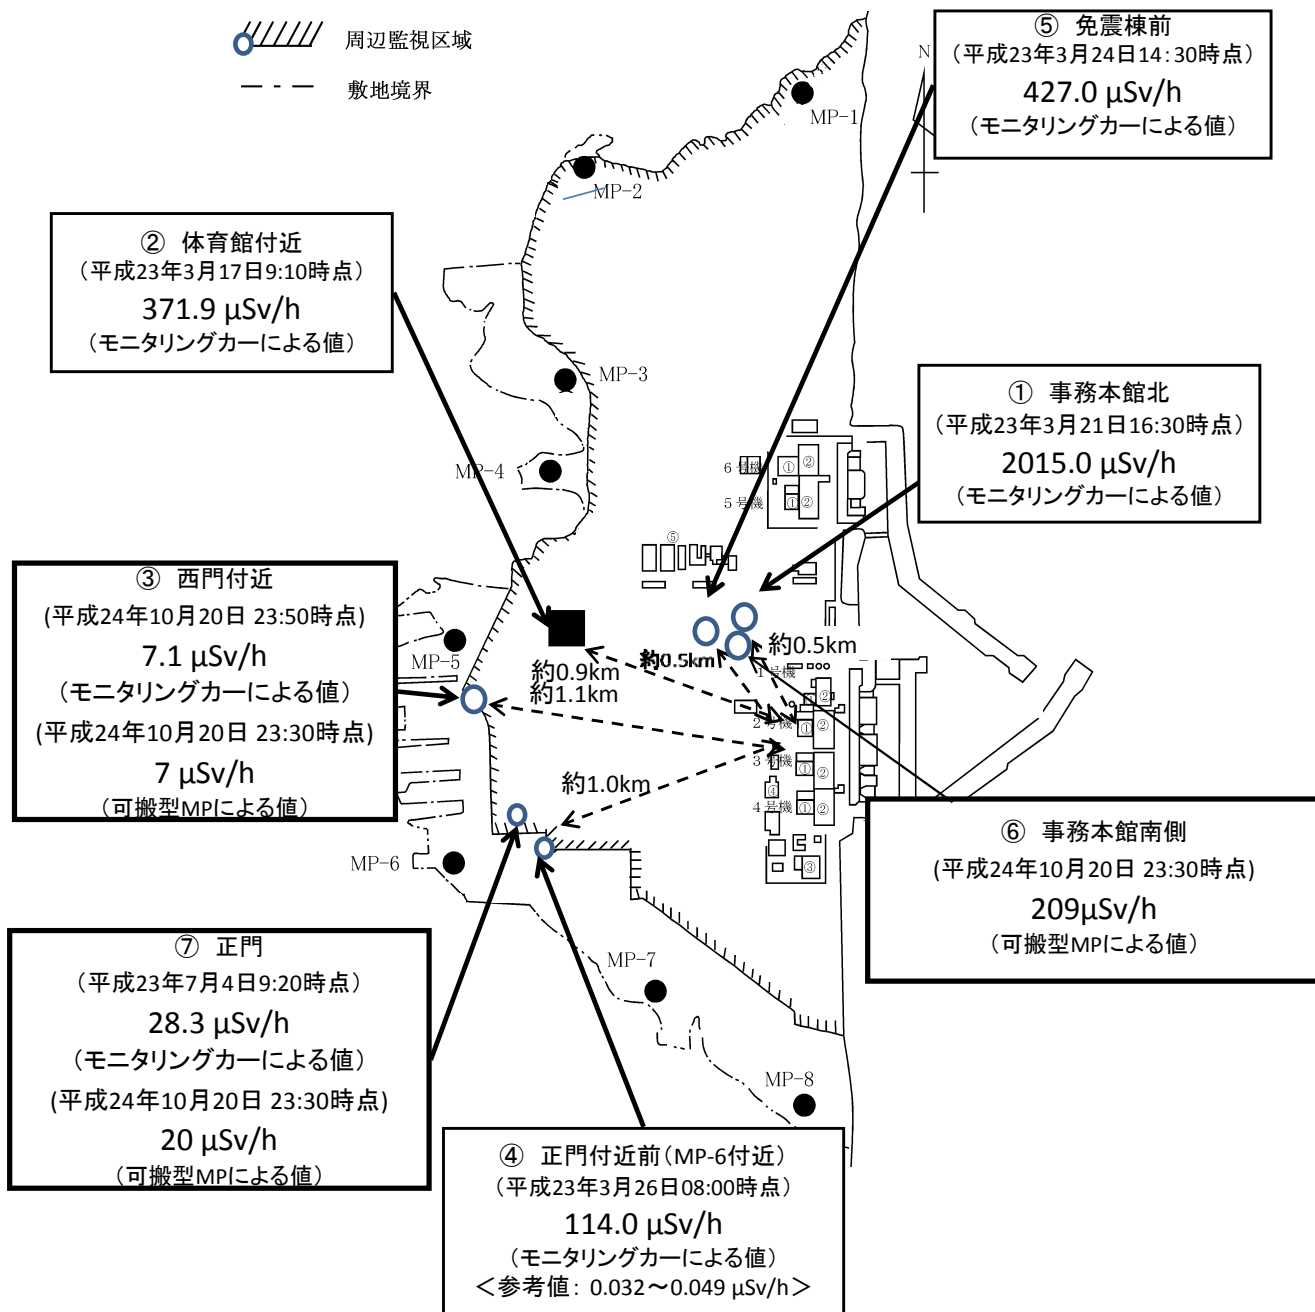 周辺監視区域
敷地境界
⑤ 免震棟前
(平成23年3月24日14:30時点)
427.0 μSv/h
(モニタリングカーによる値)
N
MP-1
MP-2
② 体育館付近
(平成23年3月17日9:10時点)
371.9 μSv/h
(モニタリングカーによる値)
MP-3
① 事務本館北
(平成23年3月21日16:30時点)
2015.0 μSv/h
(モニタリングカーによる値)
MP-4
6号機
① ②
5号機
① ②
⑤
③ 西門付近
(平成24年10月20日 23:50時点)
7.1 μSv/h
(モニタリングカーによる値)
(平成24年10月20日 23:30時点)
7 μSv/h
(可搬型MPによる値)
MP-5
約0.9km
約1.1km
約0.5km
約0.5km
1号機
②
2号機
① ②
3号機
① ②
④
4号機
① ②
③
約1.0km
MP-6
⑥ 事務本館南側
(平成24年10月20日 23:30時点)
209μSv/h
(可搬型MPによる値)
⑦ 正門
(平成23年7月4日9:20時点)
28.3 μSv/h
(モニタリングカーによる値)
(平成24年10月20日 23:30時点)
20 μSv/h
(可搬型MPによる値)
MP-7
MP-8
④ 正門付近前(MP-6付近)
(平成23年3月26日08:00時点)
114.0 μSv/h
(モニタリングカーによる値)
<参考値: 0.032~0.049 μSv/h>